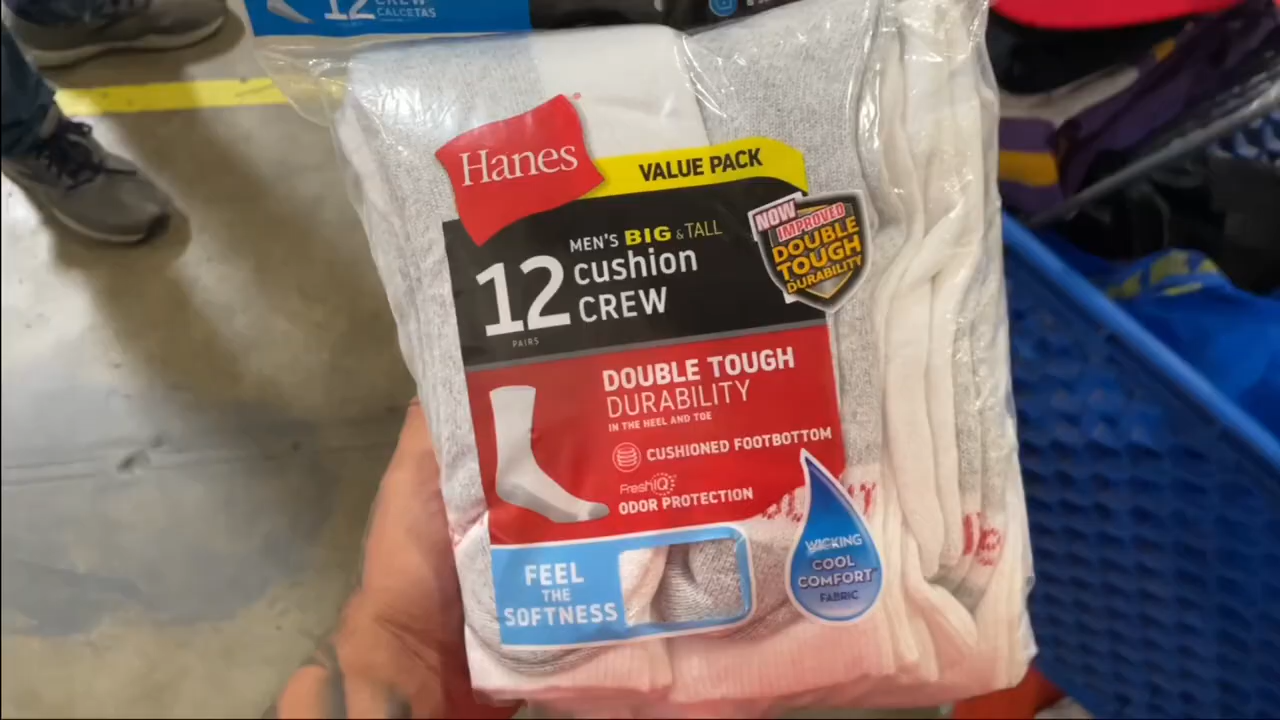 12 CREW
CALCETAS
Hanes
VALUE PACK
MEN'S BIG & TALL
12 cushion
CREW
PAIRS
NOW
IMPROVED
DOUBLE
TOUGH
DURABILITY
DOUBLE TOUGH
DURABILITY
IN THE HEEL AND TOE
CUSHIONED FOOTBOTTOM
FreshIQ
ODOR PROTECTION
FEEL
THE
SOFTNESS
WICKING
COOL
COMFORT
FABRIC